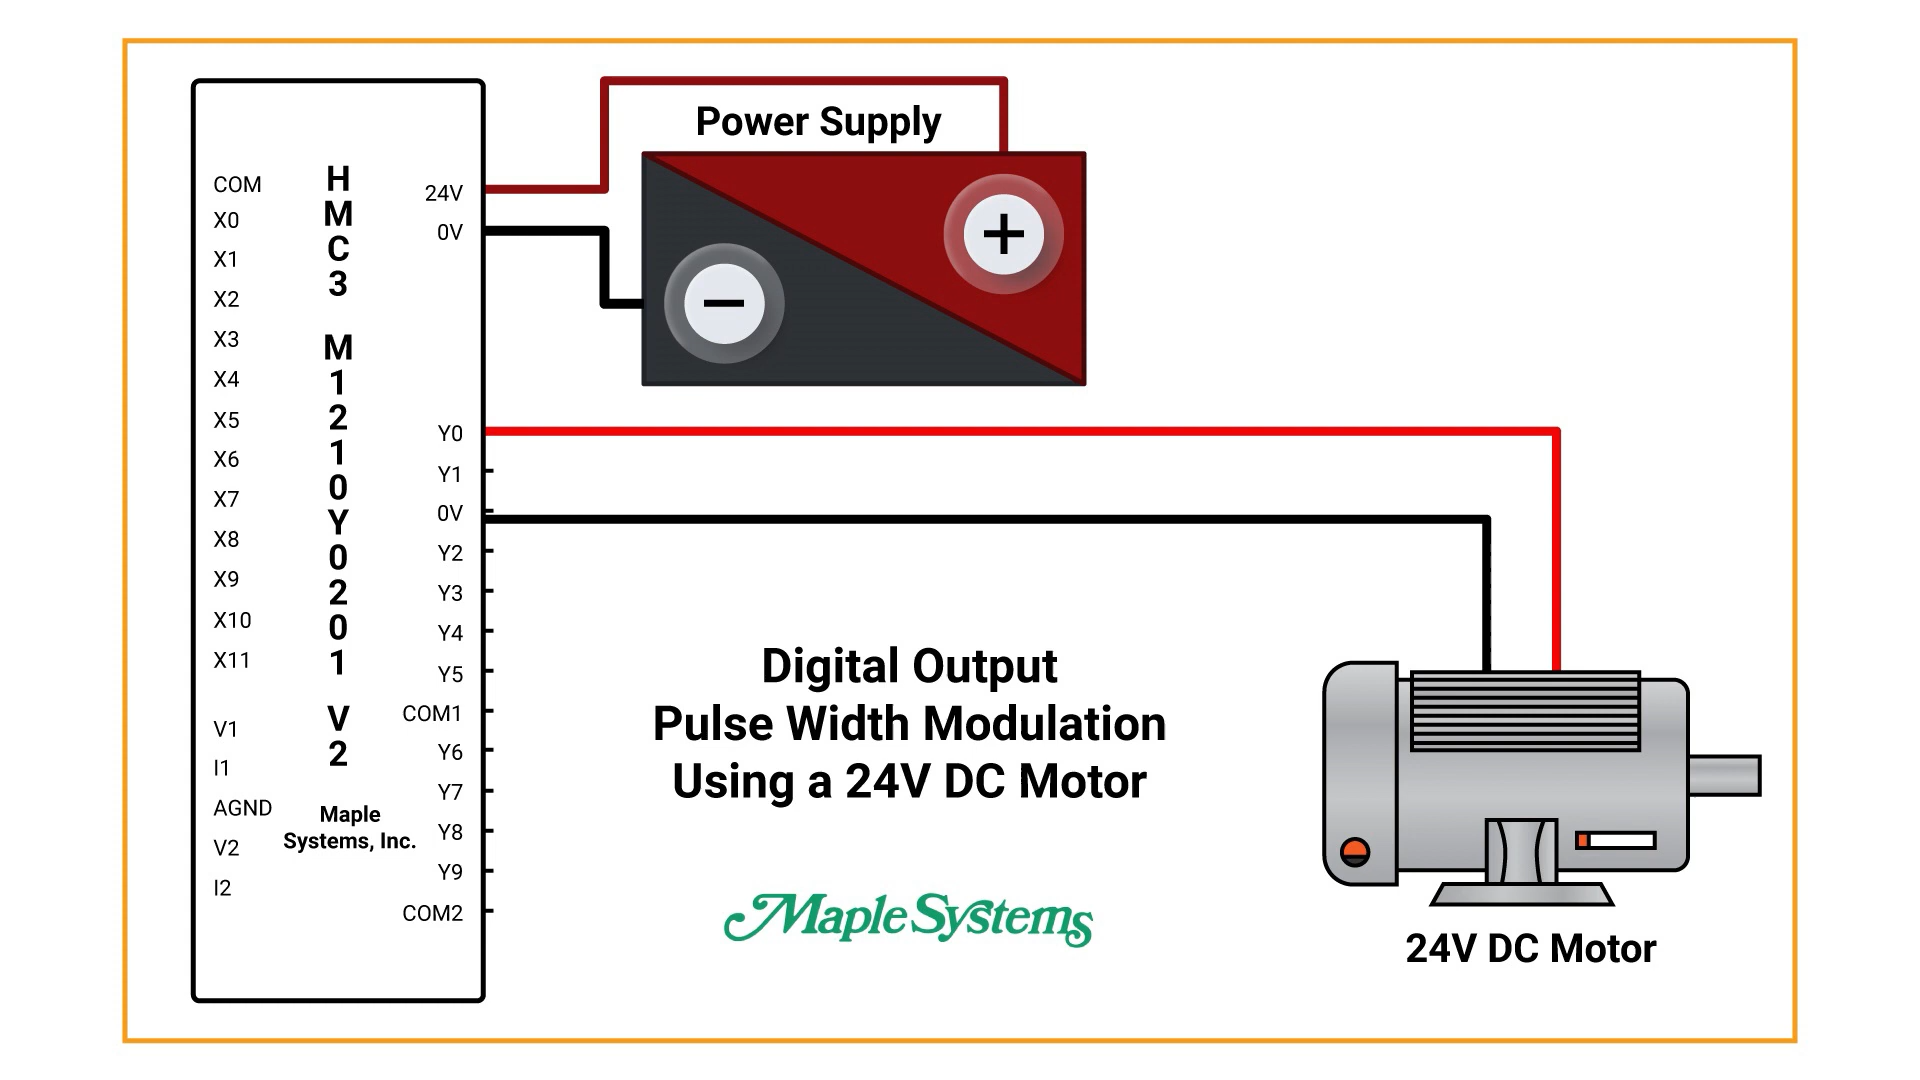 Power Supply
+
−
COM
X0
X1
X2
X3
X4
X5
X6
X7
X8
X9
X10
X11
V1
I1
AGND
V2
I2
H
M
C
3
M
1
2
1
0
Y
0
2
0
1
V
2
Maple
Systems, Inc.
24V
0V
Y0
Y1
0V
Y2
Y3
Y4
Y5
COM1
Y6
Y7
Y8
Y9
COM2
Digital Output
Pulse Width Modulation
Using a 24V DC Motor
Maple Systems
24V DC Motor